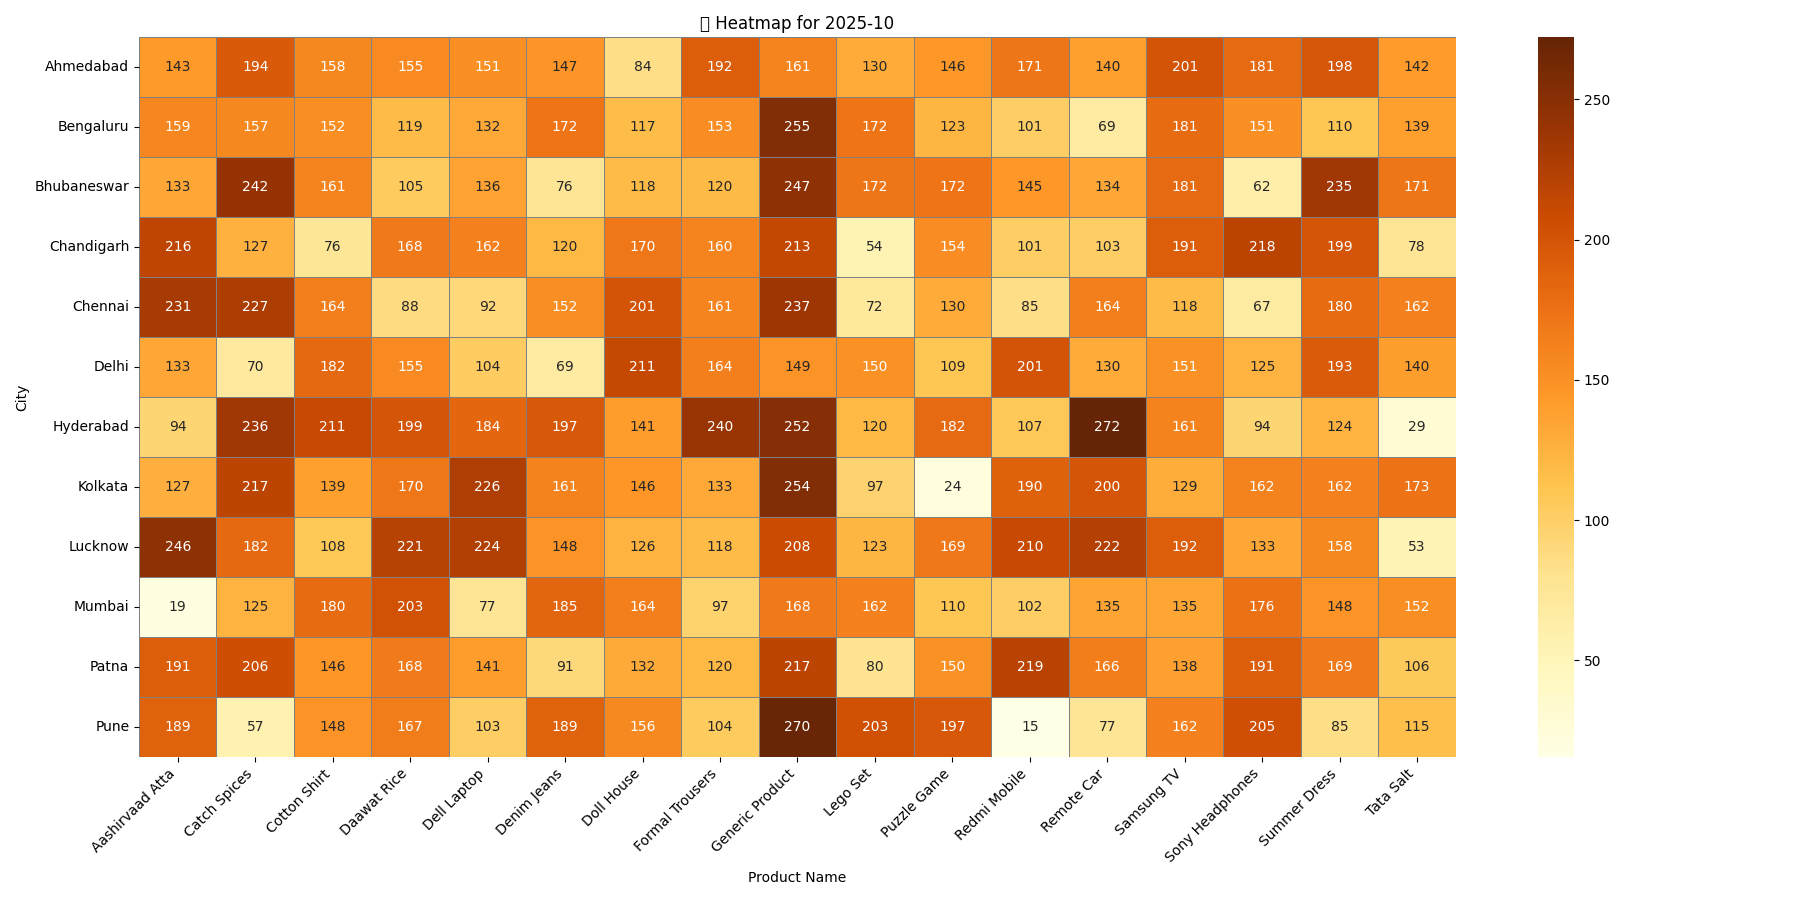 ▯ Heatmap for 2025-10
Ahmedabad 143 194 158 155 151 147 84 192 161 130 146 171 140 201 181 198 142
Bengaluru 159 157 152 119 132 172 117 153 255 172 123 101 69 181 151 110 139
Bhubaneswar 133 242 161 105 136 76 118 120 247 172 172 145 134 181 62 235 171
Chandigarh 216 127 76 168 162 120 170 160 213 54 154 101 103 191 218 199 78
Chennai 231 227 164 88 92 152 201 161 237 72 130 85 164 118 67 180 162
Delhi 133 70 182 155 104 69 211 164 149 150 109 201 130 151 125 193 140
Hyderabad 94 236 211 199 184 197 141 240 252 120 182 107 272 161 94 124 29
Kolkata 127 217 139 170 226 161 146 133 254 97 24 190 200 129 162 162 173
Lucknow 246 182 108 221 224 148 126 118 208 123 169 210 222 192 133 158 53
Mumbai 19 125 180 203 77 185 164 97 168 162 110 102 135 135 176 148 152
Patna 191 206 146 168 141 91 132 120 217 80 150 219 166 138 191 169 106
Pune 189 57 148 167 103 189 156 104 270 203 197 15 77 162 205 85 115
City
Aashirvaad Atta
Catch Spices
Cotton Shirt
Daawat Rice
Dell Laptop
Denim Jeans
Doll House
Formal Trousers
Generic Product
Lego Set
Puzzle Game
Redmi Mobile
Remote Car
Samsung TV
Sony Headphones
Summer Dress
Tata Salt
Product Name
250
200
150
100
50